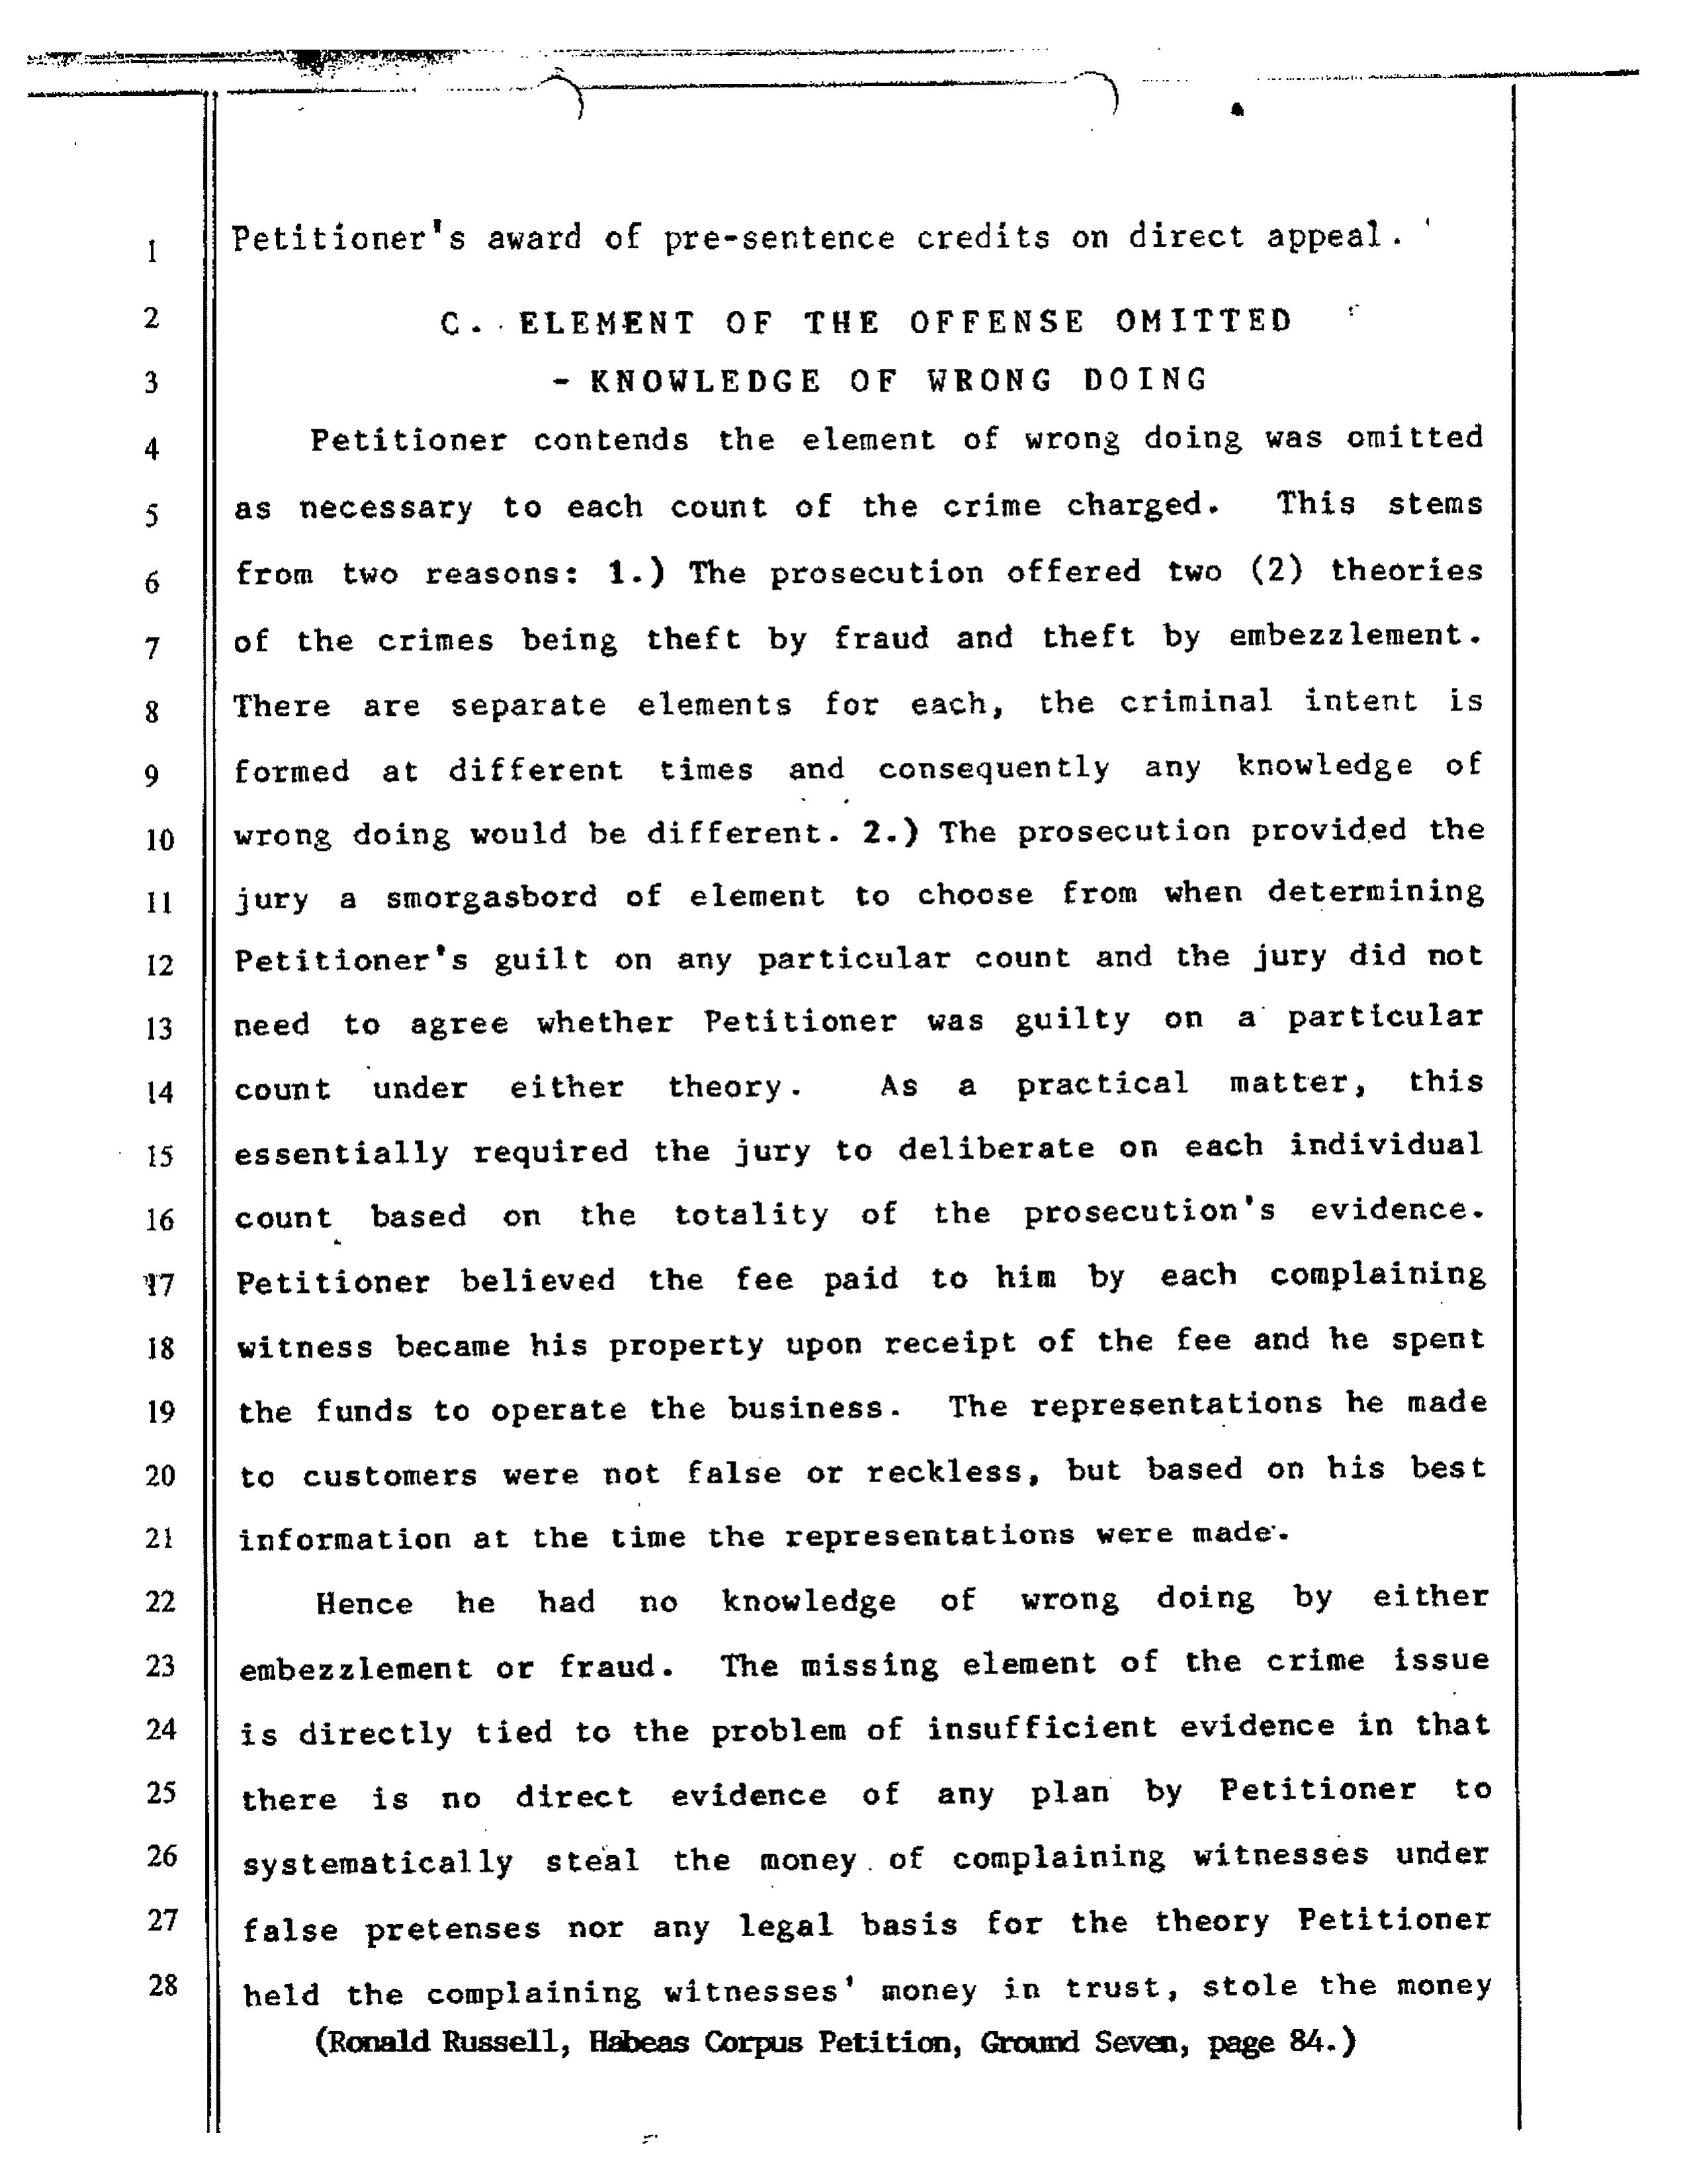 1 Petitioner's award of pre-sentence credits on direct appeal.
2 C. ELEMENT OF THE OFFENSE OMITTED
3 - KNOWLEDGE OF WRONG DOING
4 Petitioner contends the element of wrong doing was omitted
5 as necessary to each count of the crime charged. This stems
6 from two reasons: 1.) The prosecution offered two (2) theories
7 of the crimes being theft by fraud and theft by embezzlement.
8 There are separate elements for each, the criminal intent is
9 formed at different times and consequently any knowledge of
10 wrong doing would be different. 2.) The prosecution provided the
11 jury a smorgasbord of element to choose from when determining
12 Petitioner's guilt on any particular count and the jury did not
13 need to agree whether Petitioner was guilty on a particular
14 count under either theory. As a practical matter, this
15 essentially required the jury to deliberate on each individual
16 count based on the totality of the prosecution's evidence.
17 Petitioner believed the fee paid to him by each complaining
18 witness became his property upon receipt of the fee and he spent
19 the funds to operate the business. The representations he made
20 to customers were not false or reckless, but based on his best
21 information at the time the representations were made.
22 Hence he had no knowledge of wrong doing by either
23 embezzlement or fraud. The missing element of the crime issue
24 is directly tied to the problem of insufficient evidence in that
25 there is no direct evidence of any plan by Petitioner to
26 systematically steal the money of complaining witnesses under
27 false pretenses nor any legal basis for the theory Petitioner
28 held the complaining witnesses' money in trust, stole the money
(Ronald Russell, Habeas Corpus Petition, Ground Seven, page 84.)